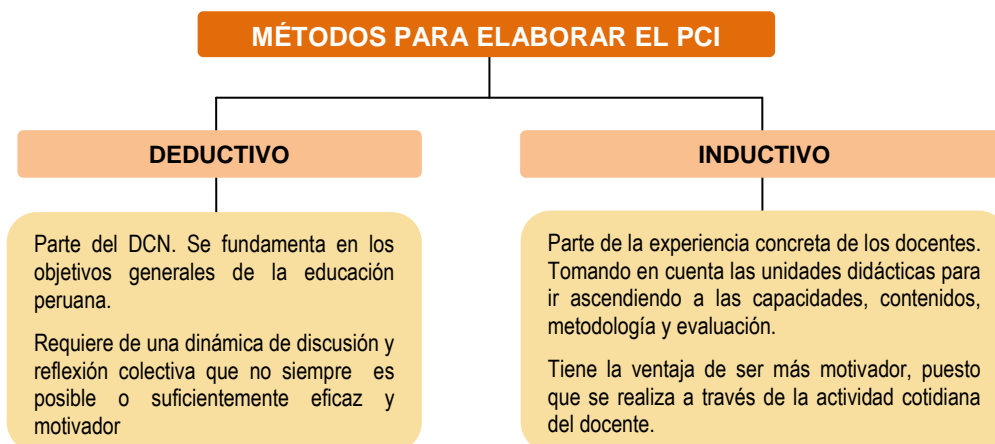 MÉTODOS PARA ELABORAR EL PCI
DEDUCTIVO
Parte del DCN. Se fundamenta en los
objetivos generales de la educación
peruana.
Requiere de una dinámica de discusión y
reflexión colectiva que no siempre es
posible o suficientemente eficaz y
motivador
INDUCTIVO
Parte de la experiencia concreta de los docentes.
Tomando en cuenta las unidades didácticas para
ir ascendiendo a las capacidades, contenidos,
metodología y evaluación.
Tiene la ventaja de ser más motivador, puesto
que se realiza a través de la actividad cotidiana
del docente.